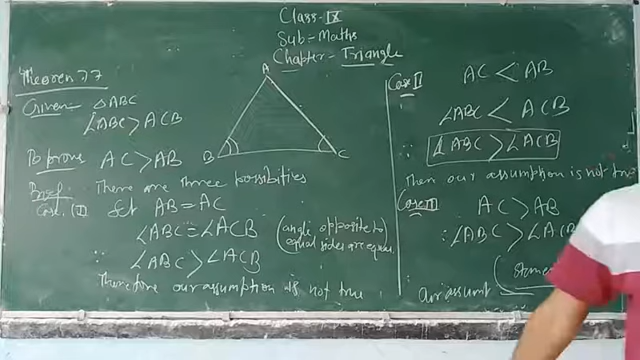 Class-IX
Sub=Maths
Chapter- Triangle
Theorem 7.7
Given- △ABC
∠ABC > ACB
To prove AC > AB
There are three possibities
Case. (I) Let AB = AC
∠ABC = ∠ACB (angle opposite to equal sides are equal
∵ ∠ABC > ∠ACB
Therefore our assumption is not true
A
B
C
Case II AC < AB
∠ABC < ACB
∵ ∠ABC > ∠ACB
Then our assumption is not true
Case III AC > AB
∴ ∠ABC > ∠ACB
our assumt